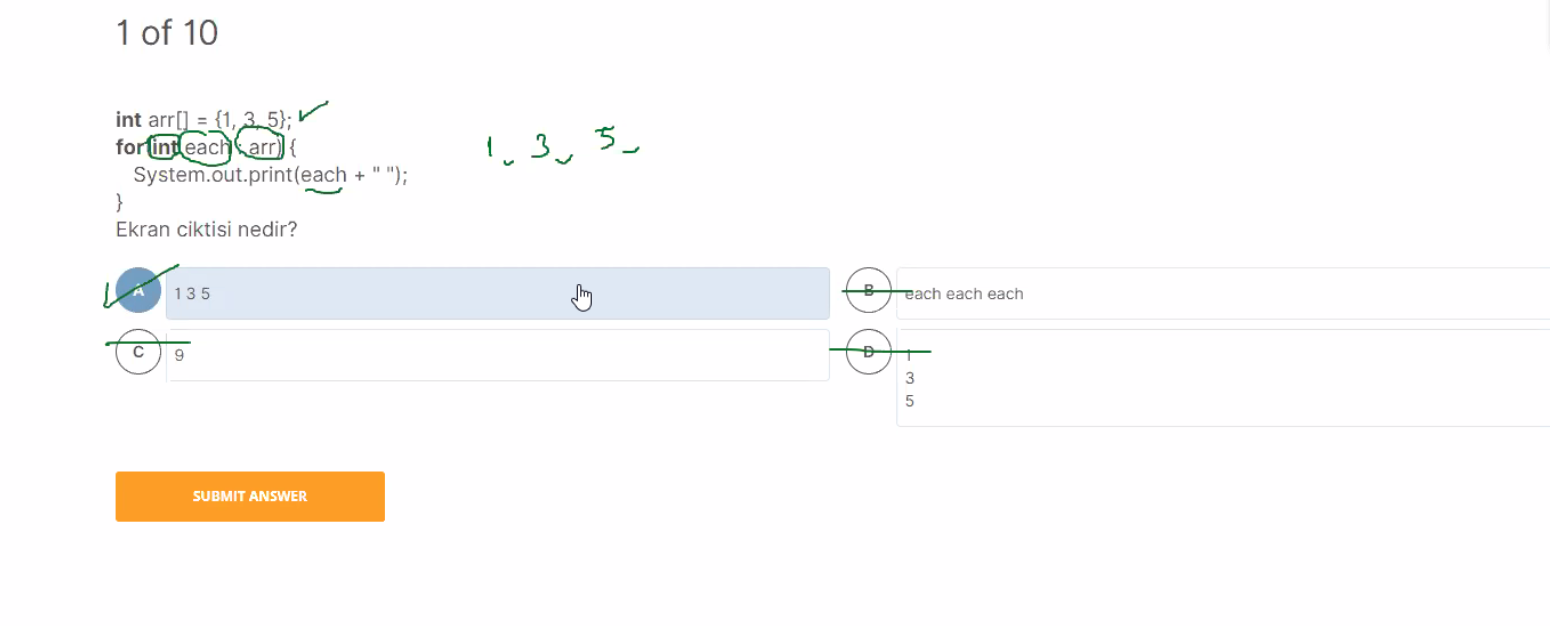 1 of 10
int arr[] = {1, 3, 5};
for(int each : arr) {
System.out.print(each + " ");
}
1 3 5
Ekran ciktisi nedir?
A 1 3 5
B each each each
C 9
D 1
3
5
SUBMIT ANSWER